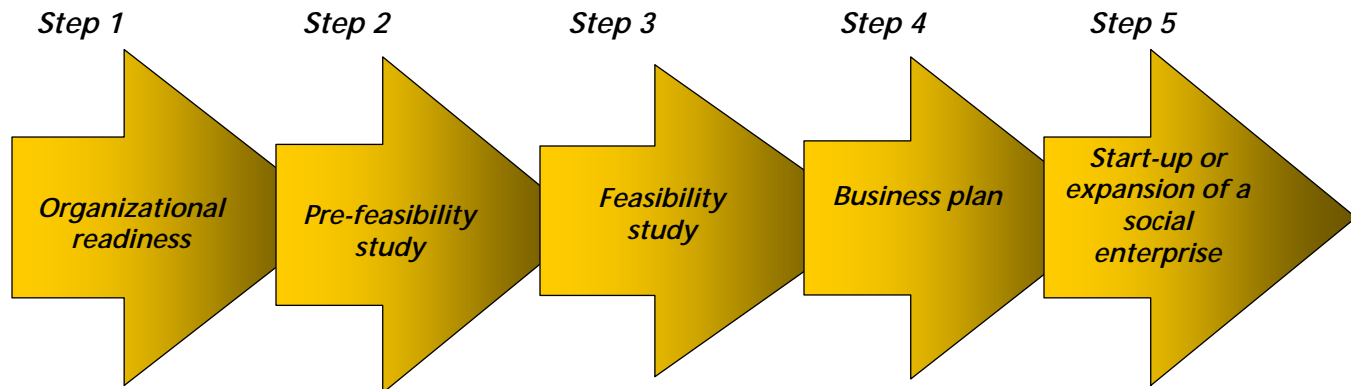 Step 1
Step 2
Step 3
Step 4
Step 5
Organizational
readiness
Pre-feasibility
study
Feasibility
study
Business plan
Start-up or
expansion of a
social
enterprise